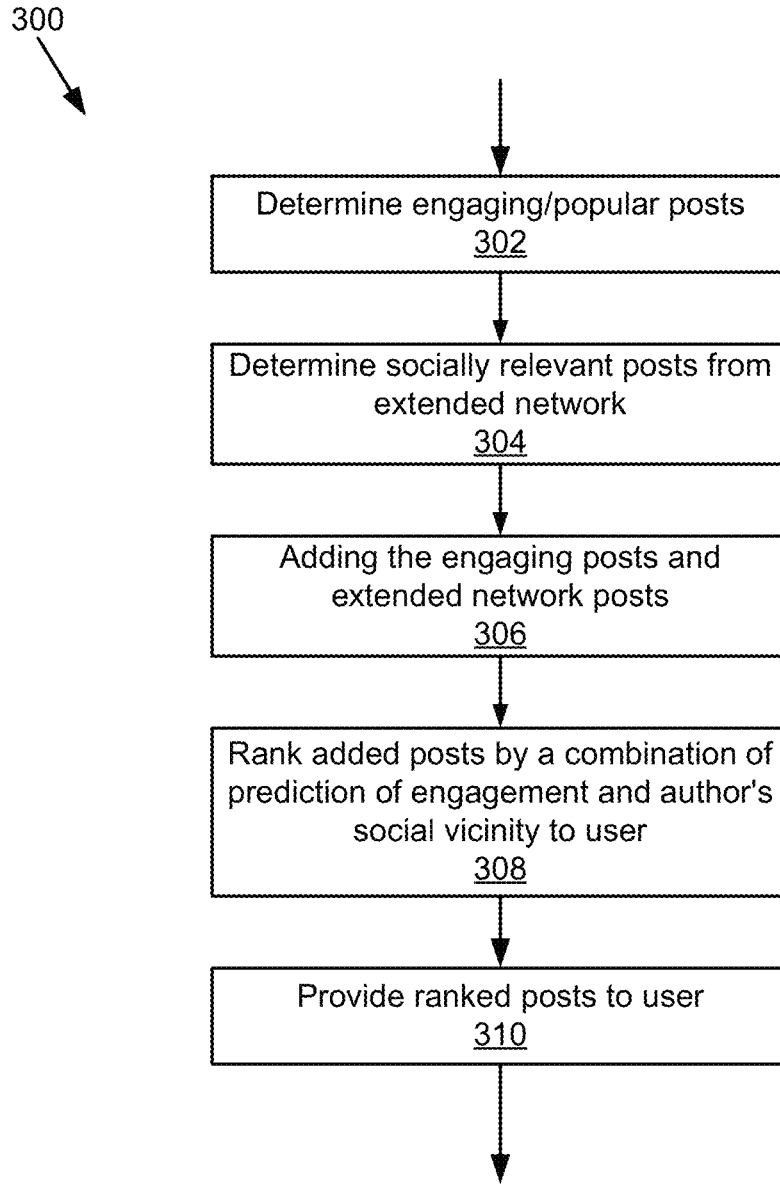 300
Determine engaging/popular posts
302
Determine socially relevant posts from
extended network
304
Adding the engaging posts and
extended network posts
306
Rank added posts by a combination of
prediction of engagement and author's
social vicinity to user
308
Provide ranked posts to user
310